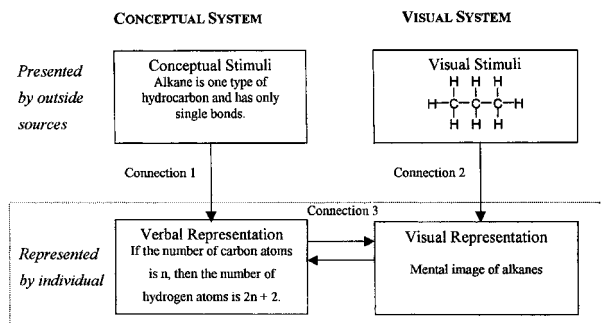 CONCEPTUAL SYSTEM
VISUAL SYSTEM
Presented
by outside
sources
Conceptual Stimuli
Alkane is one type of
hydrocarbon and has only
single bonds.
Visual Stimuli
H H H
H-C-C-C-H
H H H
Connection 1
Connection 2
Connection 3
Represented
by individual
Verbal Representation
If the number of carbon atoms
is n, then the number of
hydrogen atoms is 2n + 2.
Visual Representation
Mental image of alkanes